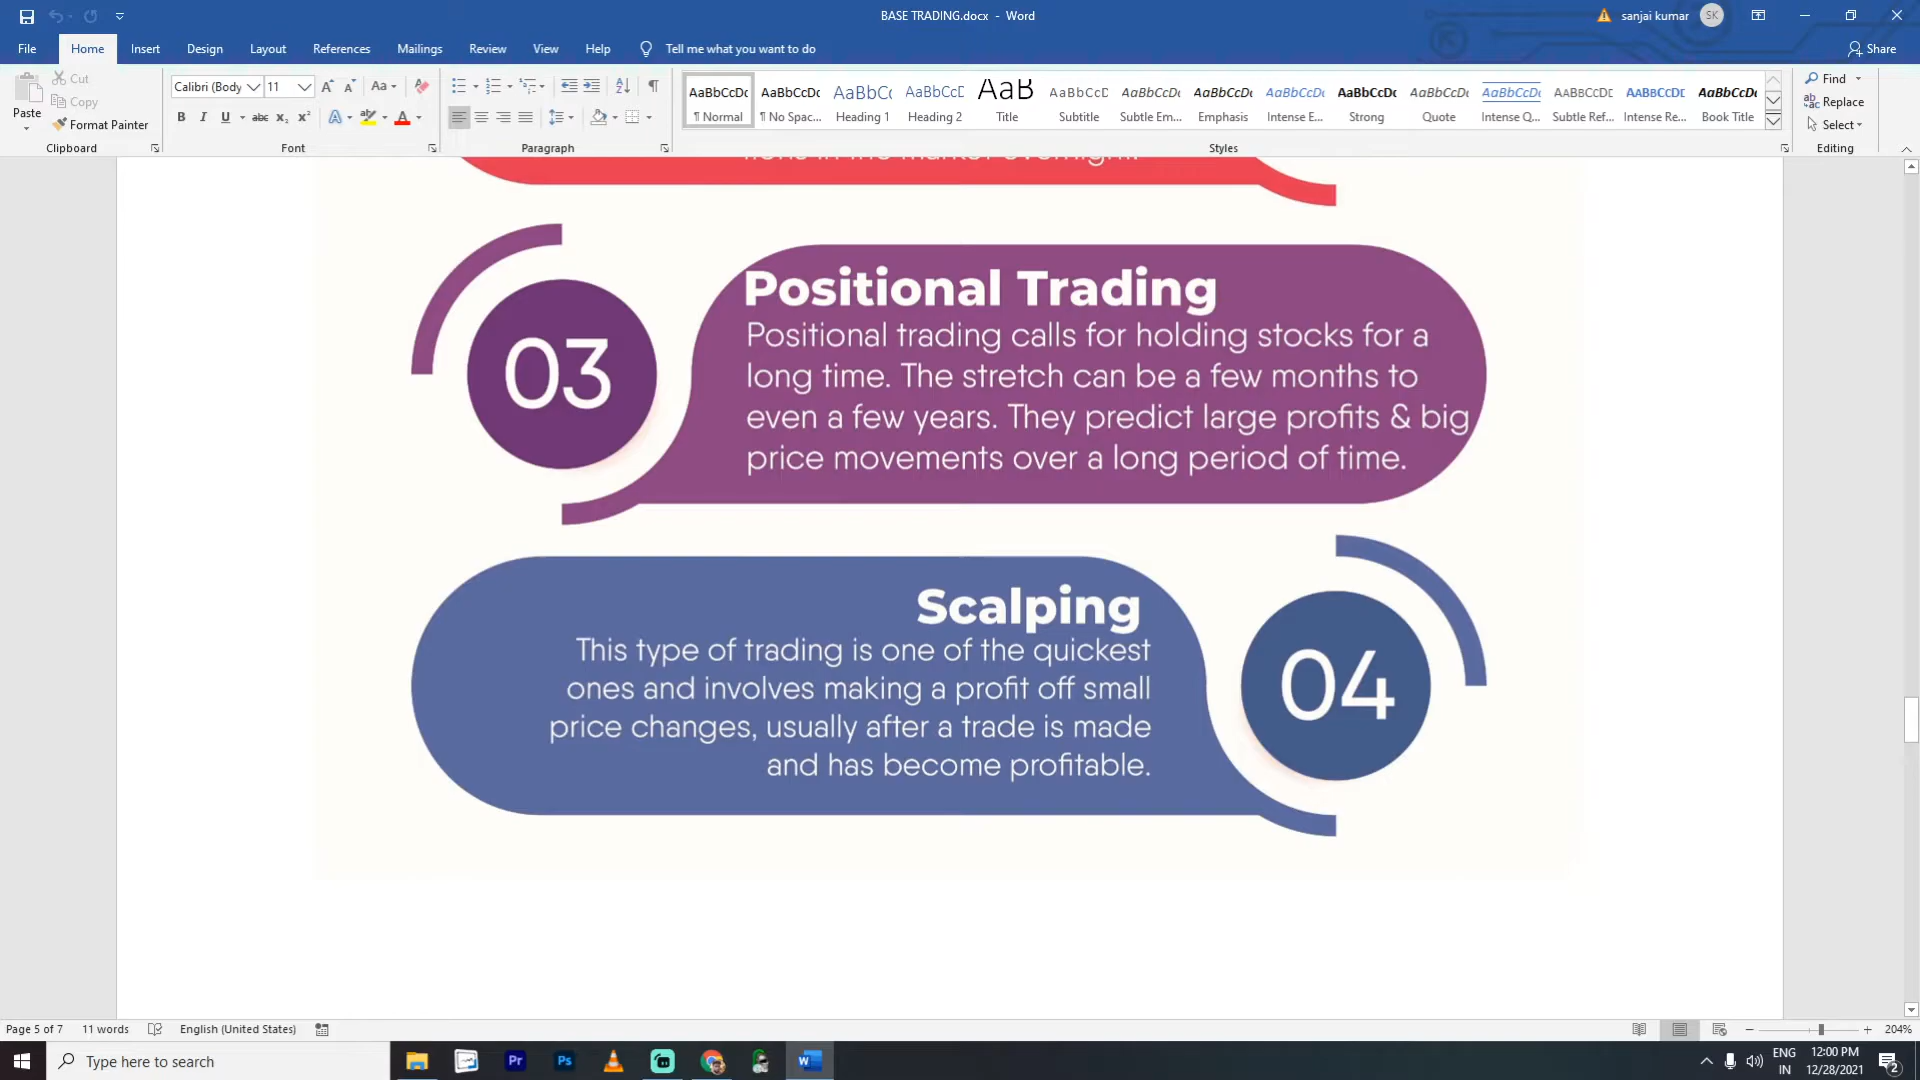 BASE TRADING.docx - Word
sanjai kumar
SK
File
Home
Insert
Design
Layout
References
Mailings
Review
View
Help
Tell me what you want to do
Share
Paste
Cut
Copy
Format Painter
Clipboard
Calibri (Body
11
Font
Paragraph
AaBbCcDc
¶ Normal
AaBbCcDc
¶ No Spac...
AaBbCc
Heading 1
AaBbCcD
Heading 2
AaB
Title
AaBbCcD
Subtitle
AaBbCcDc
Subtle Em...
AaBbCcDc
Emphasis
AaBbCcDc
Intense E...
AaBbCcDc
Strong
AaBbCcDc
Quote
AaBbCcDc
Intense Q...
AABBCCDD
Subtle Ref...
AABBCCDD
Intense Re...
AaBbCcDc
Book Title
Styles
Find
Replace
Select
Editing
03
Positional Trading
Positional trading calls for holding stocks for a
long time. The stretch can be a few months to
even a few years. They predict large profits & big
price movements over a long period of time.
Scalping
This type of trading is one of the quickest
ones and involves making a profit off small
price changes, usually after a trade is made
and has become profitable.
04
Page 5 of 7
11 words
English (United States)
204%
Type here to search
ENG
IN
12:00 PM
12/28/2021
2